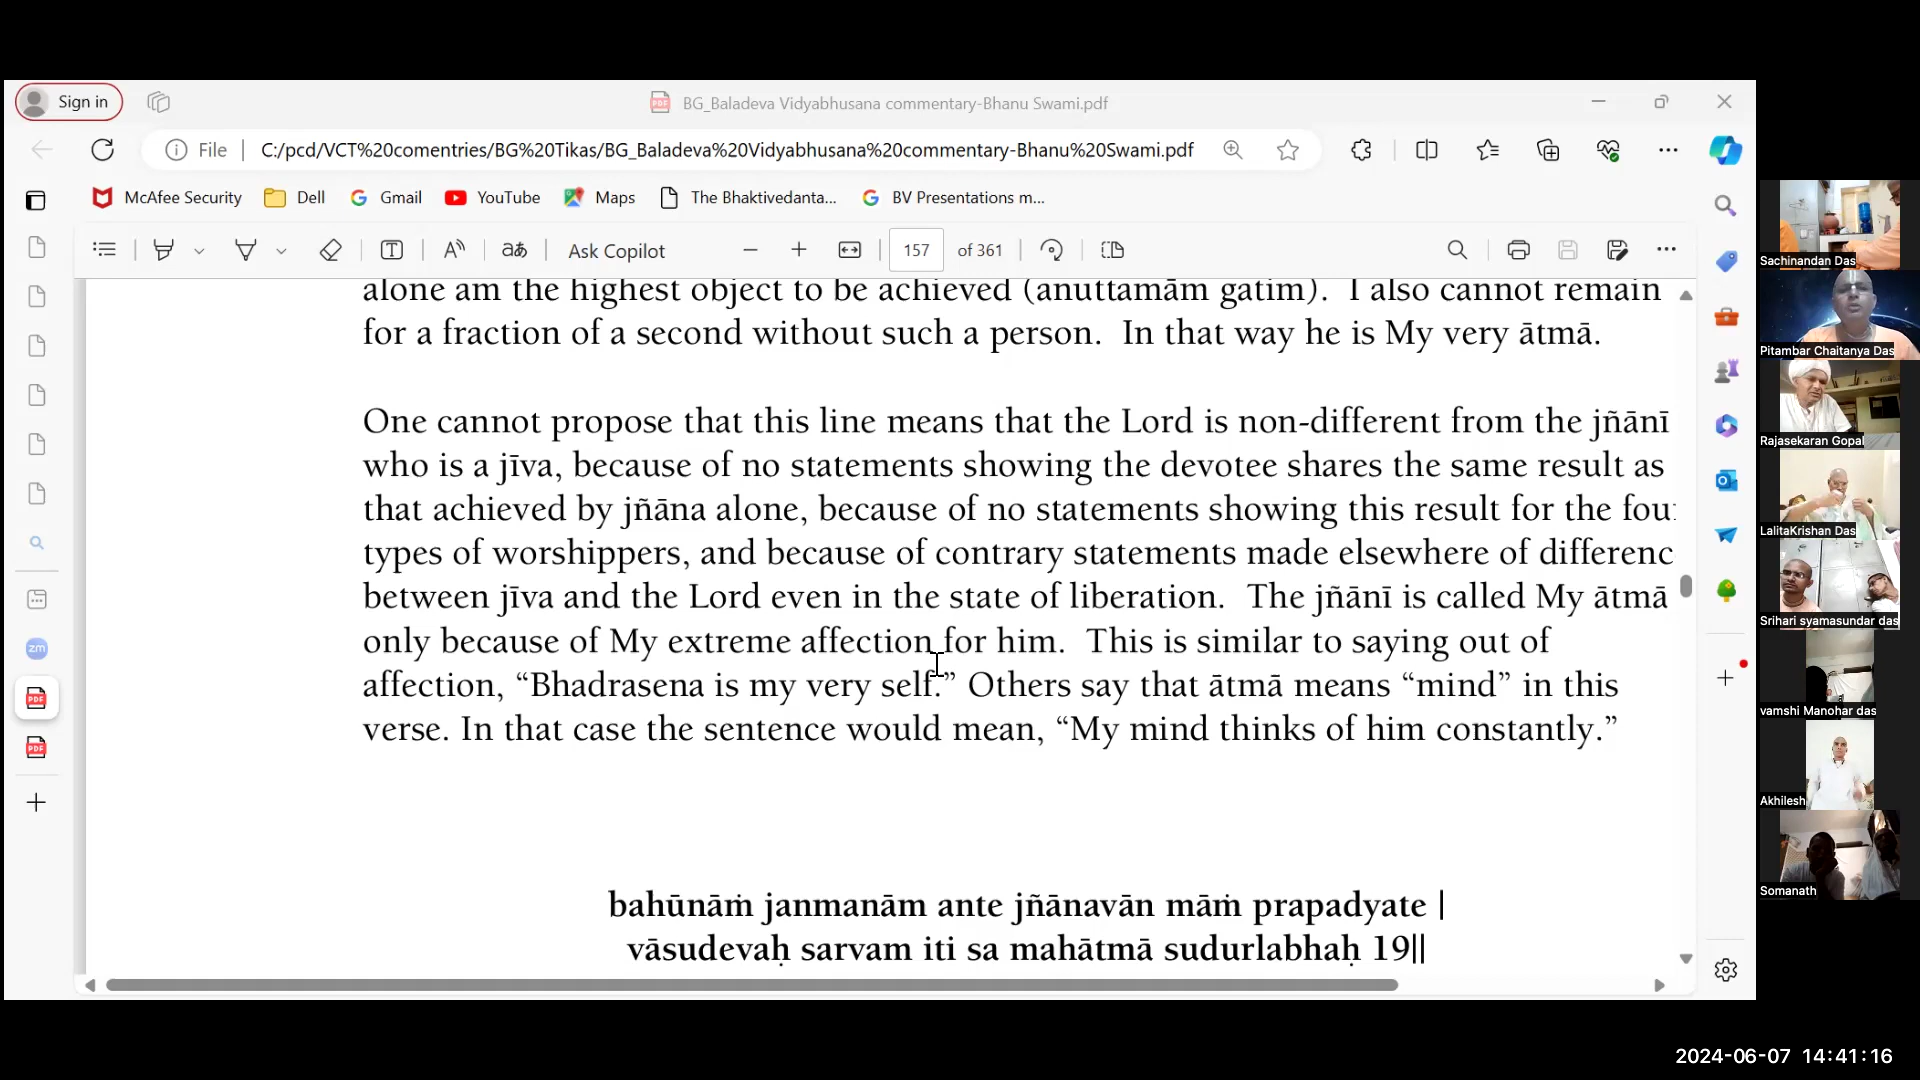 Sign in
BG_Baladeva Vidyabhusana commentary-Bhanu Swami.pdf
File
C:/pcd/VCT%20comentries/BG%20Tikas/BG_Baladeva%20Vidyabhusana%20commentary-Bhanu%20Swami.pdf
McAfee Security
Dell
Gmail
YouTube
Maps
The Bhaktivedanta...
BV Presentations m...
Ask Copilot
157 of 361
alone am the highest object to be achieved (anuttamām gatim). I also cannot remain
for a fraction of a second without such a person. In that way he is My very ātmā.
One cannot propose that this line means that the Lord is non-different from the jñānī
who is a jīva, because of no statements showing the devotee shares the same result as
that achieved by jñāna alone, because of no statements showing this result for the four
types of worshippers, and because of contrary statements made elsewhere of differenc
between jīva and the Lord even in the state of liberation. The jñānī is called My ātmā
only because of My extreme affection for him. This is similar to saying out of
affection, “Bhadrasena is my very self.” Others say that ātmā means “mind” in this
verse. In that case the sentence would mean, “My mind thinks of him constantly.”
bahūnāṁ janmanām ante jñānavān māṁ prapadyate |
vāsudevaḥ sarvam iti sa mahātmā sudurlabhaḥ 19||
zm
PDF
PDF
Sachinandan Das
Pitambar Chaitanya Das
Rajasekaran Gopal
LalitaKrishan Das
Srihari syamasundar das
vamshi Manohar das
Akhilesh
Somanath
2024-06-07 14:41:16